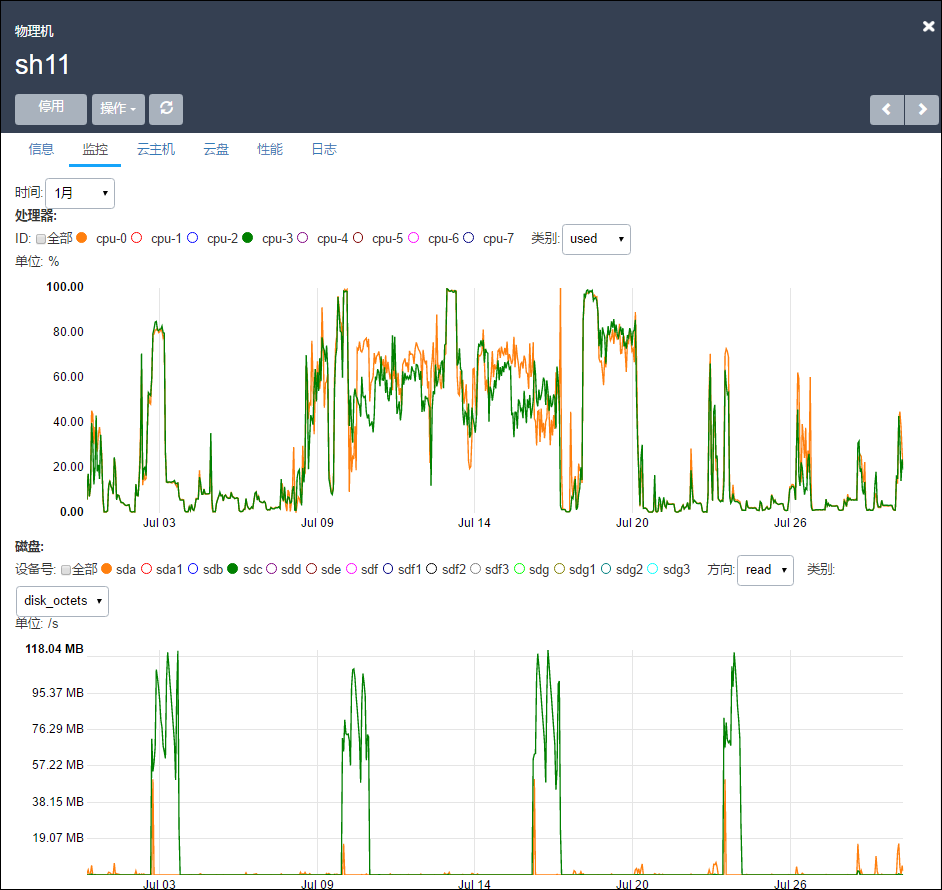 物理机
sh11
停用
操作
信息 监控 云主机 云盘 性能 日志
时间: 1月
处理器:
ID: 全部 cpu-0 cpu-1 cpu-2 cpu-3 cpu-4 cpu-5 cpu-6 cpu-7 类别: used
单位: %
100.00
80.00
60.00
40.00
20.00
0.00
Jul 03 Jul 09 Jul 14 Jul 20 Jul 26
磁盘:
设备号: 全部 sda sda1 sdb sdc sdd sde sdf sdf1 sdf2 sdf3 sdg sdg1 sdg2 sdg3 方向: read 类别:
disk_octets
单位: /s
118.04 MB
95.37 MB
76.29 MB
57.22 MB
38.15 MB
19.07 MB
Jul 03 Jul 09 Jul 14 Jul 20 Jul 26